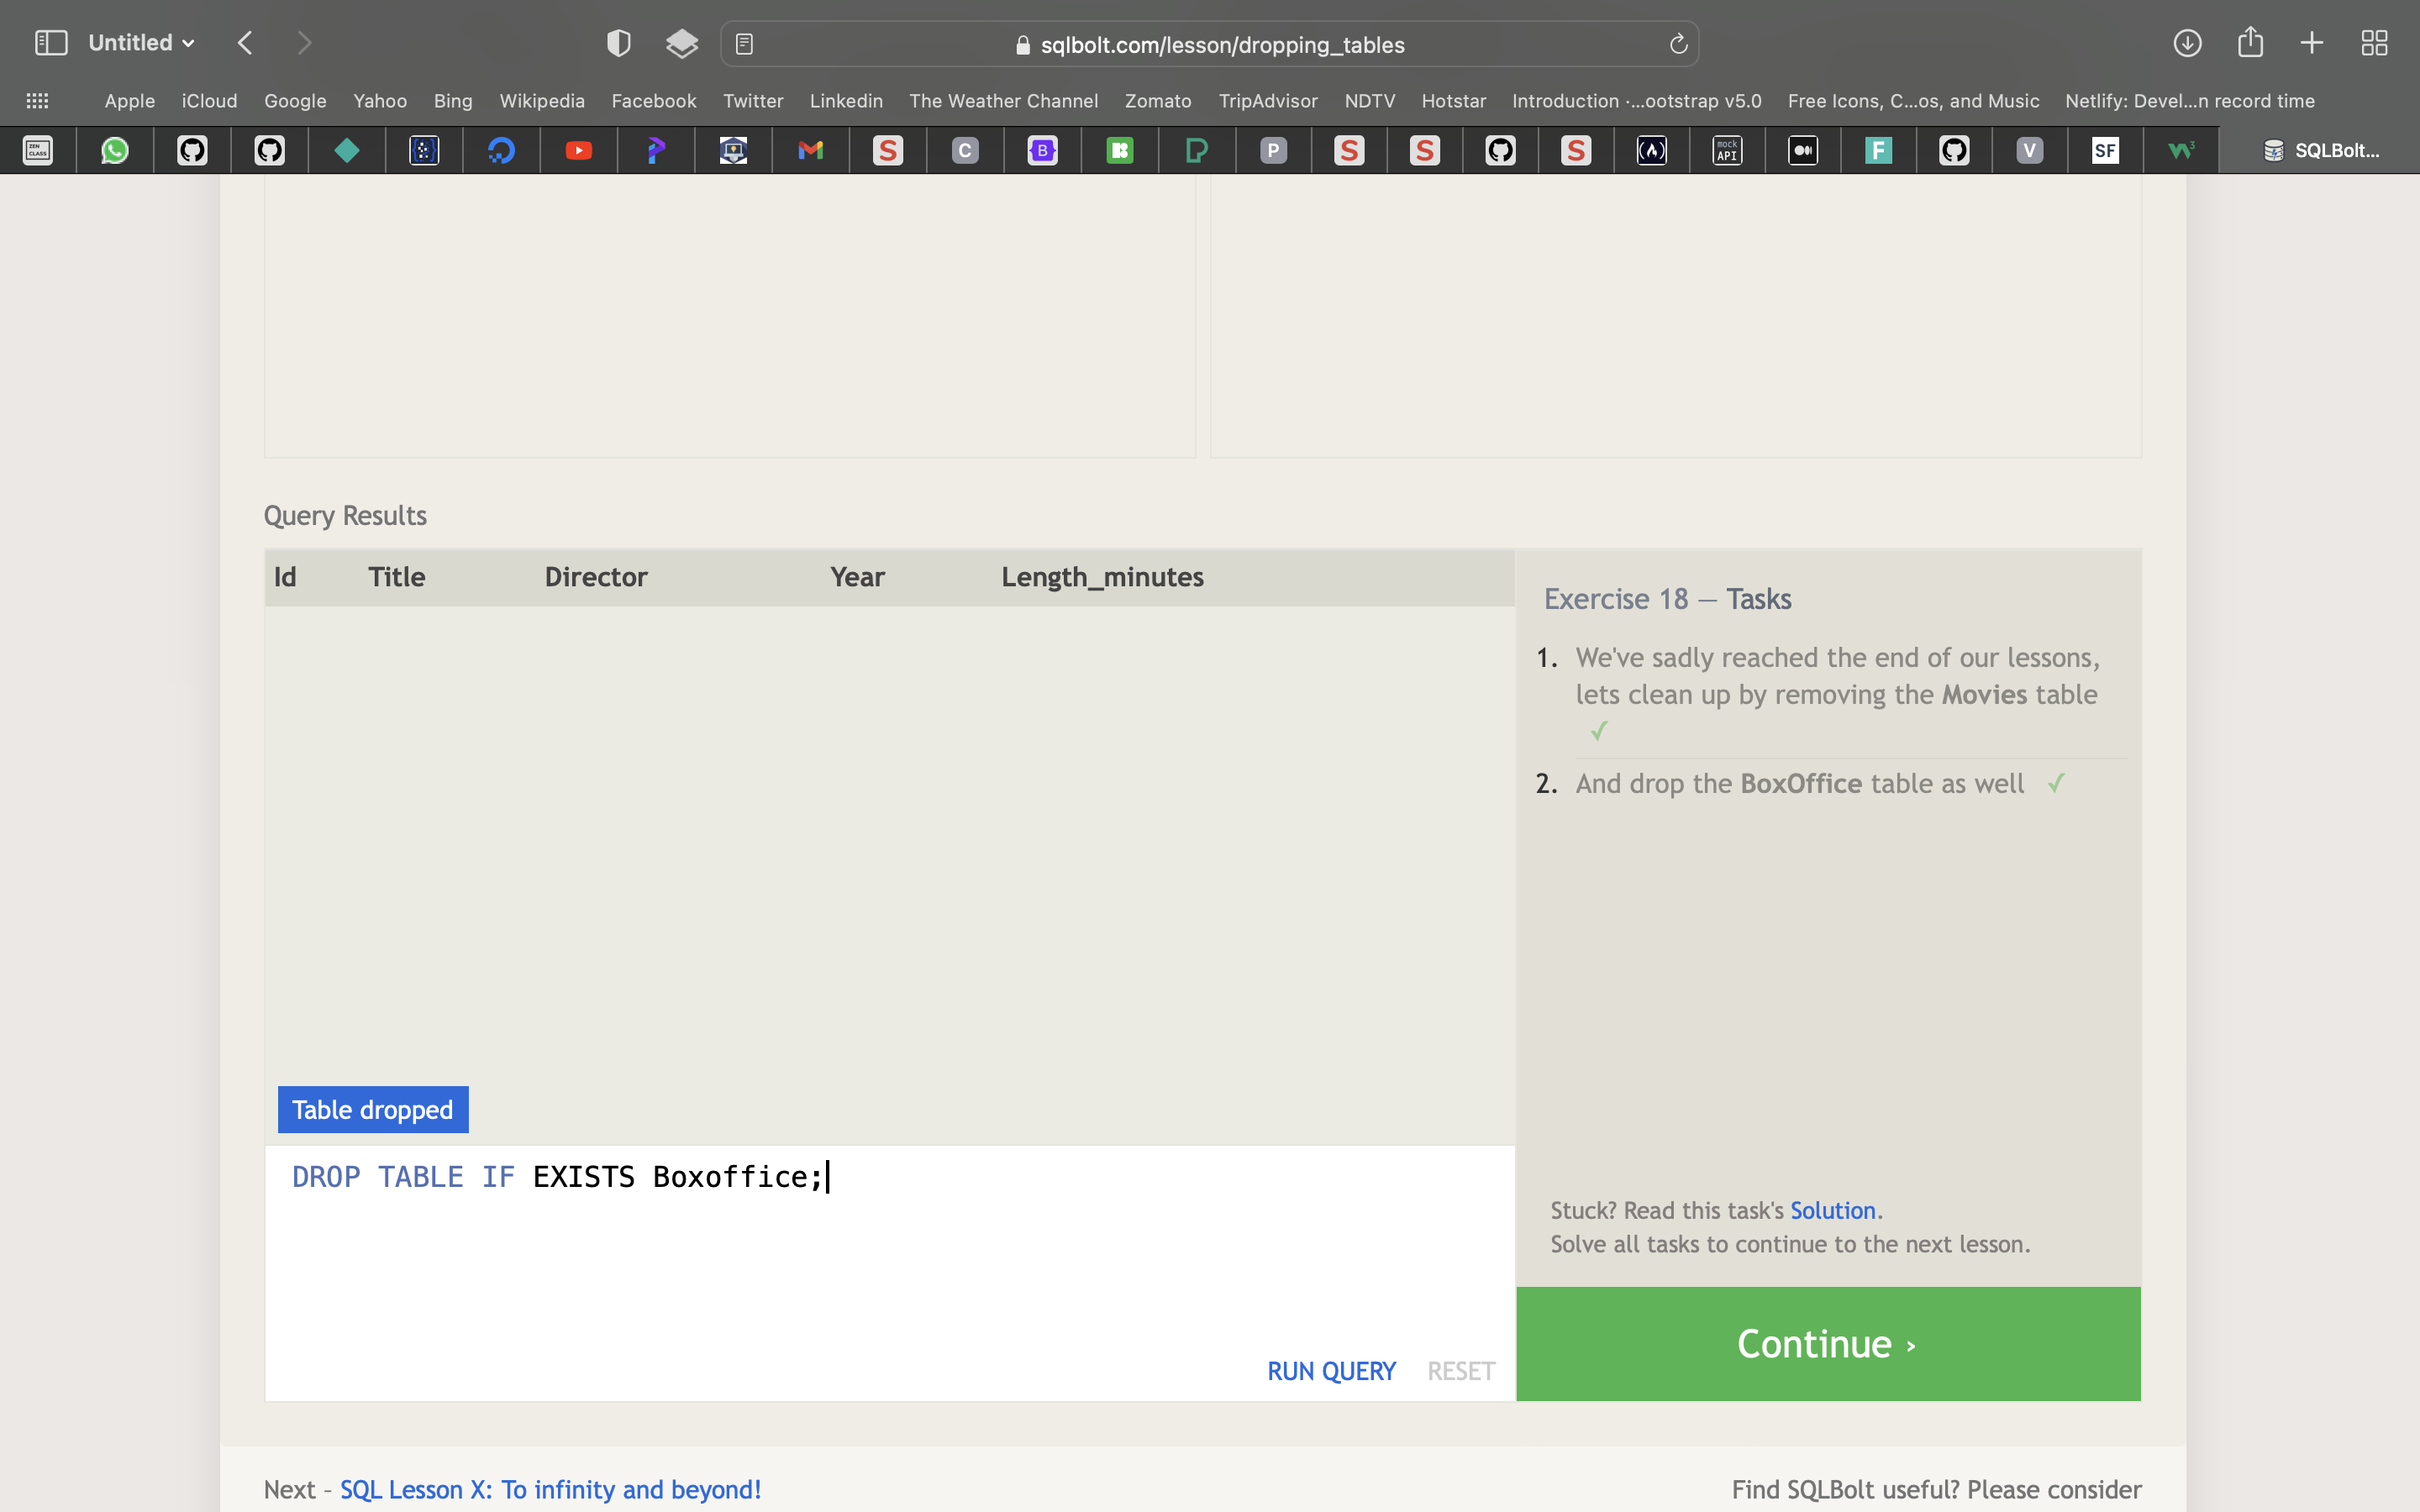 Untitled
sqlbolt.com/lesson/dropping_tables
Apple iCloud Google Yahoo Bing Wikipedia Facebook Twitter Linkedin The Weather Channel Zomato TripAdvisor NDTV Hotstar Introduction ·...ootstrap v5.0 Free Icons, C...os, and Music Netlify: Devel...n record time
ZEN CLASS S C B P S S S mock API F V SF SQLBolt...
Query Results
Id Title Director Year Length_minutes
Exercise 18 — Tasks
1. We've sadly reached the end of our lessons,
lets clean up by removing the Movies table
✓
2. And drop the BoxOffice table as well ✓
Table dropped
DROP TABLE IF EXISTS Boxoffice;
Stuck? Read this task's Solution.
Solve all tasks to continue to the next lesson.
RUN QUERY RESET
Continue ›
Next – SQL Lesson X: To infinity and beyond!
Find SQLBolt useful? Please consider